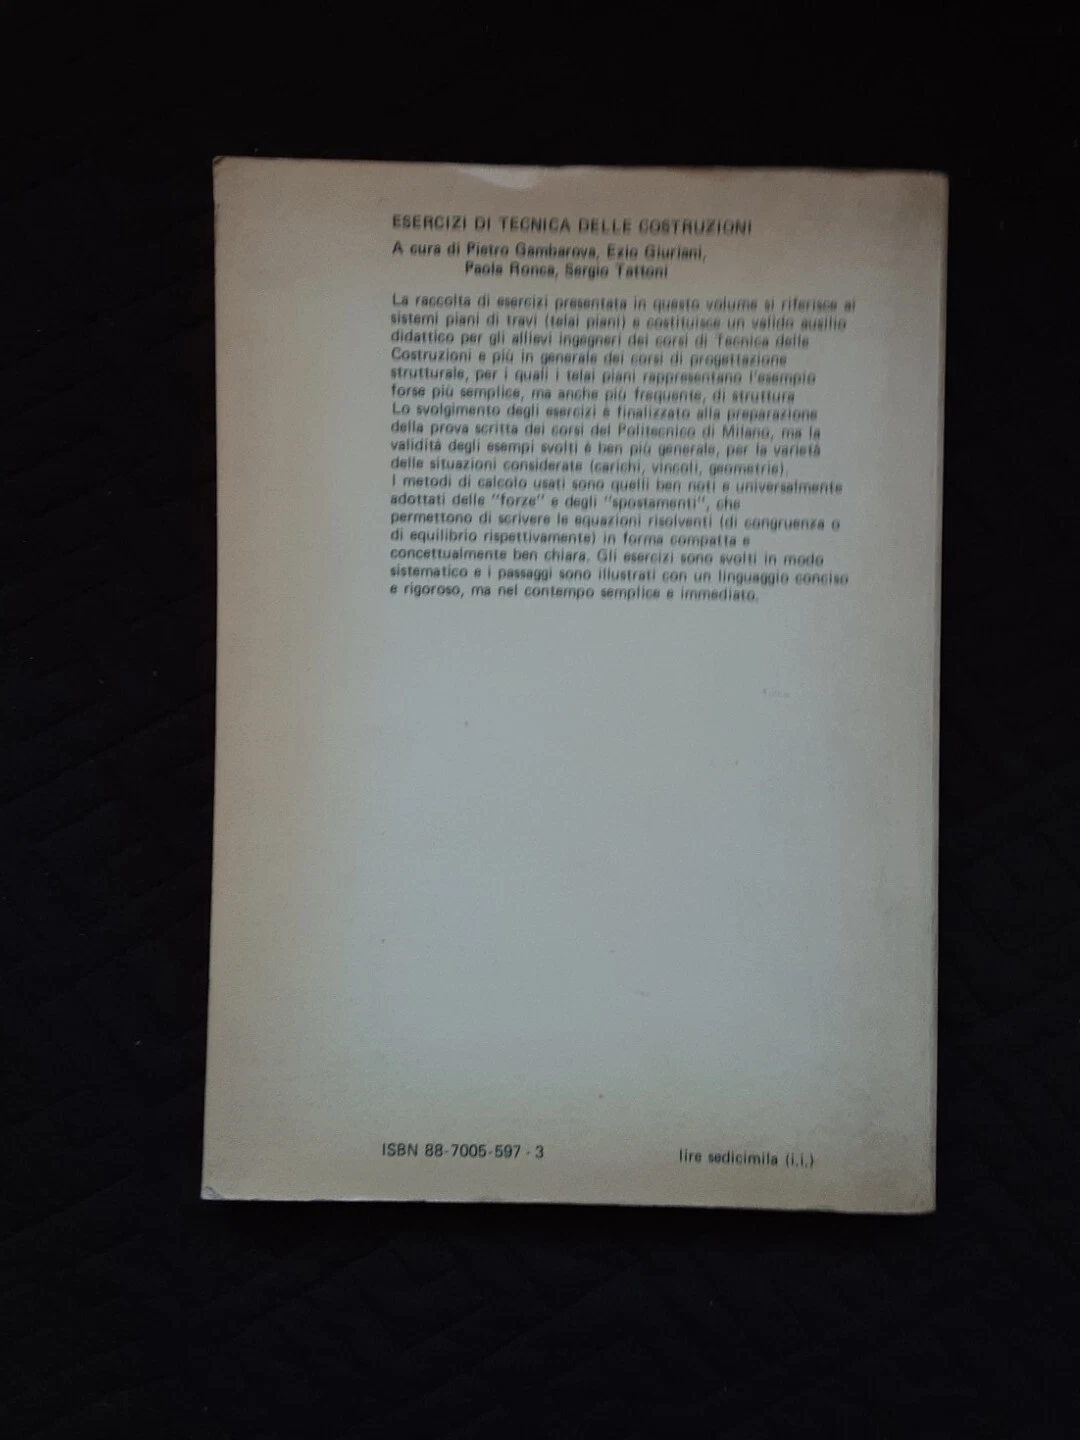 ESERCIZI DI TECNICA DELLE COSTRUZIONI
A cura di Pietro Gambarova, Ezio Giuriani,
Paola Ronca, Sergio Tattoni
La raccolta di esercizi presentata in questo volume si riferisce ai
sistemi piani di travi (telai piani) e costituisce un valido ausilio
didattico per gli allievi ingegneri dei corsi di Tecnica delle
Costruzioni e più in generale dei corsi di progettazione
strutturale, per i quali i telai piani rappresentano l'esempio
forse più semplice, ma anche più frequente, di struttura
Lo svolgimento degli esercizi è finalizzato alla preparazione
della prova scritta dei corsi del Politecnico di Milano, ma la
validità degli esempi svolti è ben più generale, per la varietà
delle situazioni considerate (carichi, vincoli, geometrie).
I metodi di calcolo usati sono quelli ben noti e universalmente
adottati delle "forze" e degli "spostamenti", che
permettono di scrivere le equazioni risolventi (di congruenza o
di equilibrio rispettivamente) in forma compatta e
concettualmente ben chiara. Gli esercizi sono svolti in modo
sistematico e i passaggi sono illustrati con un linguaggio conciso
e rigoroso, ma nel contempo semplice e immediato.
ISBN 88-7005-597-3
lire sedicimila (i.i.)